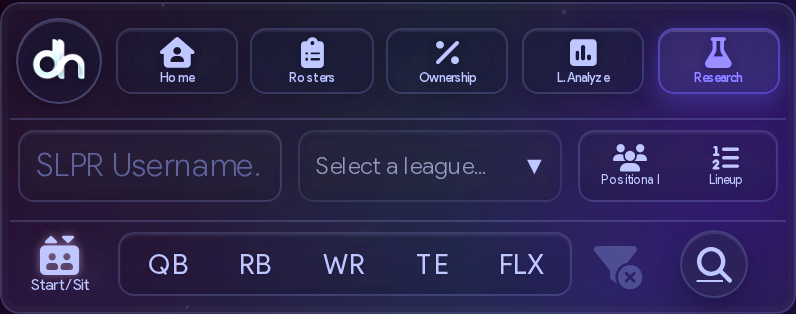 dh
Home Rosters Ownership L.Analyze Research
SLPR Username. Select a league... ▼
Positional Lineup
Start/Sit QB RB WR TE FLX